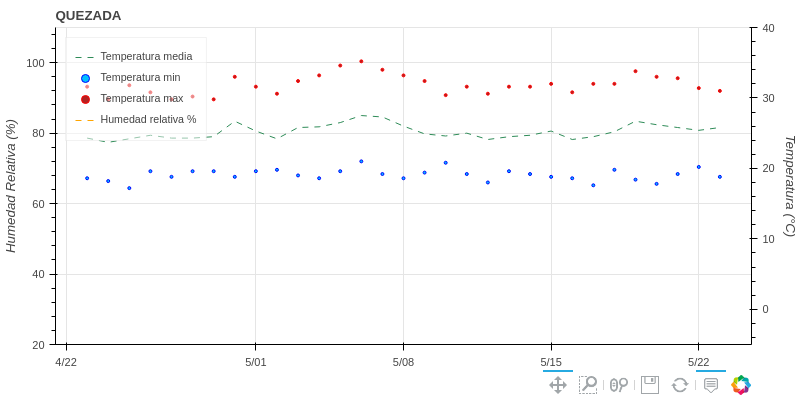 QUEZADA
Temperatura media
Temperatura min
Temperatura max
Humedad relativa %
Humedad Relativa (%)
100
80
60
40
20
Temperatura (°C)
40
30
20
10
0
4/22
5/01
5/08
5/15
5/22